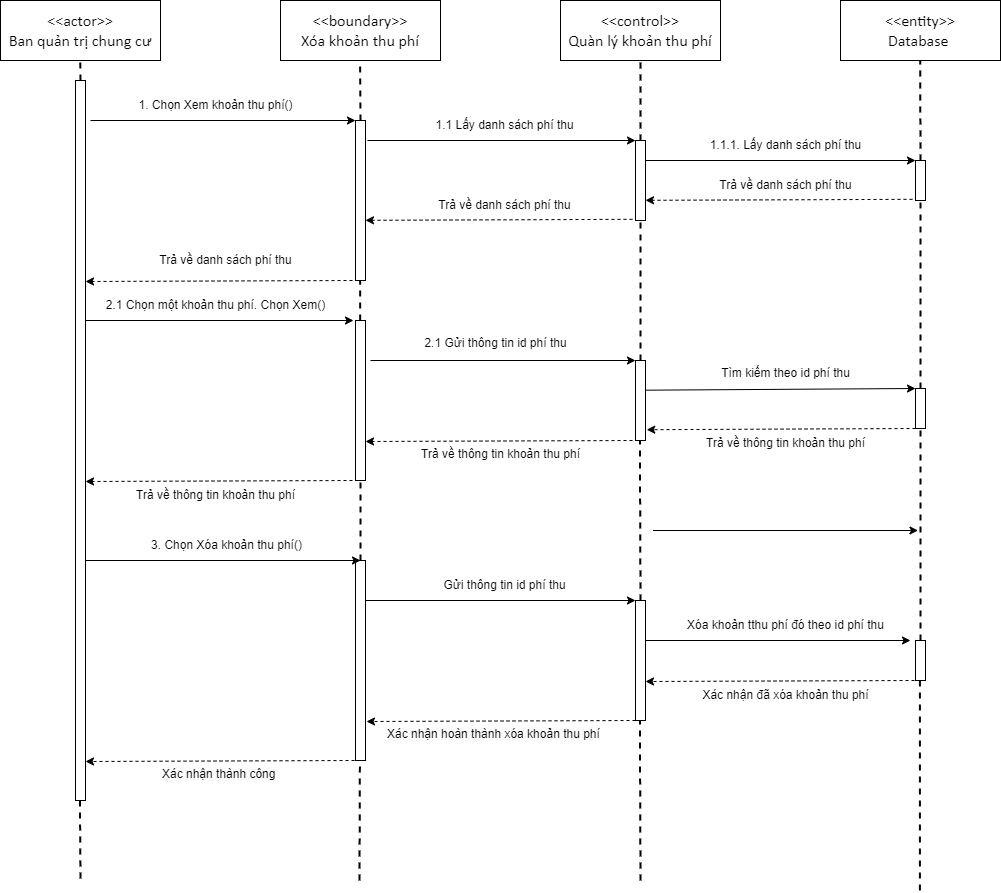 <<actor>>
Ban quản trị chung cư
<<boundary>>
Xóa khoản thu phí
<<control>>
Quàn lý khoản thu phí
<<entity>>
Database
1. Chọn Xem khoản thu phí()
1.1 Lấy danh sách phí thu
1.1.1. Lấy danh sách phí thu
Trả về danh sách phí thu
Trả về danh sách phí thu
Trả về danh sách phí thu
2.1 Chọn một khoản thu phí. Chọn Xem()
2.1 Gửi thông tin id phí thu
Tìm kiếm theo id phí thu
Trả về thông tin khoản thu phí
Trả về thông tin khoản thu phí
Trả về thông tin khoản thu phí
3. Chọn Xóa khoản thu phí()
Gửi thông tin id phí thu
Xóa khoản tthu phí đó theo id phí thu
Xác nhận đã xóa khoản thu phí
Xác nhận hoàn thành xóa khoản thu phí
Xác nhận thành công